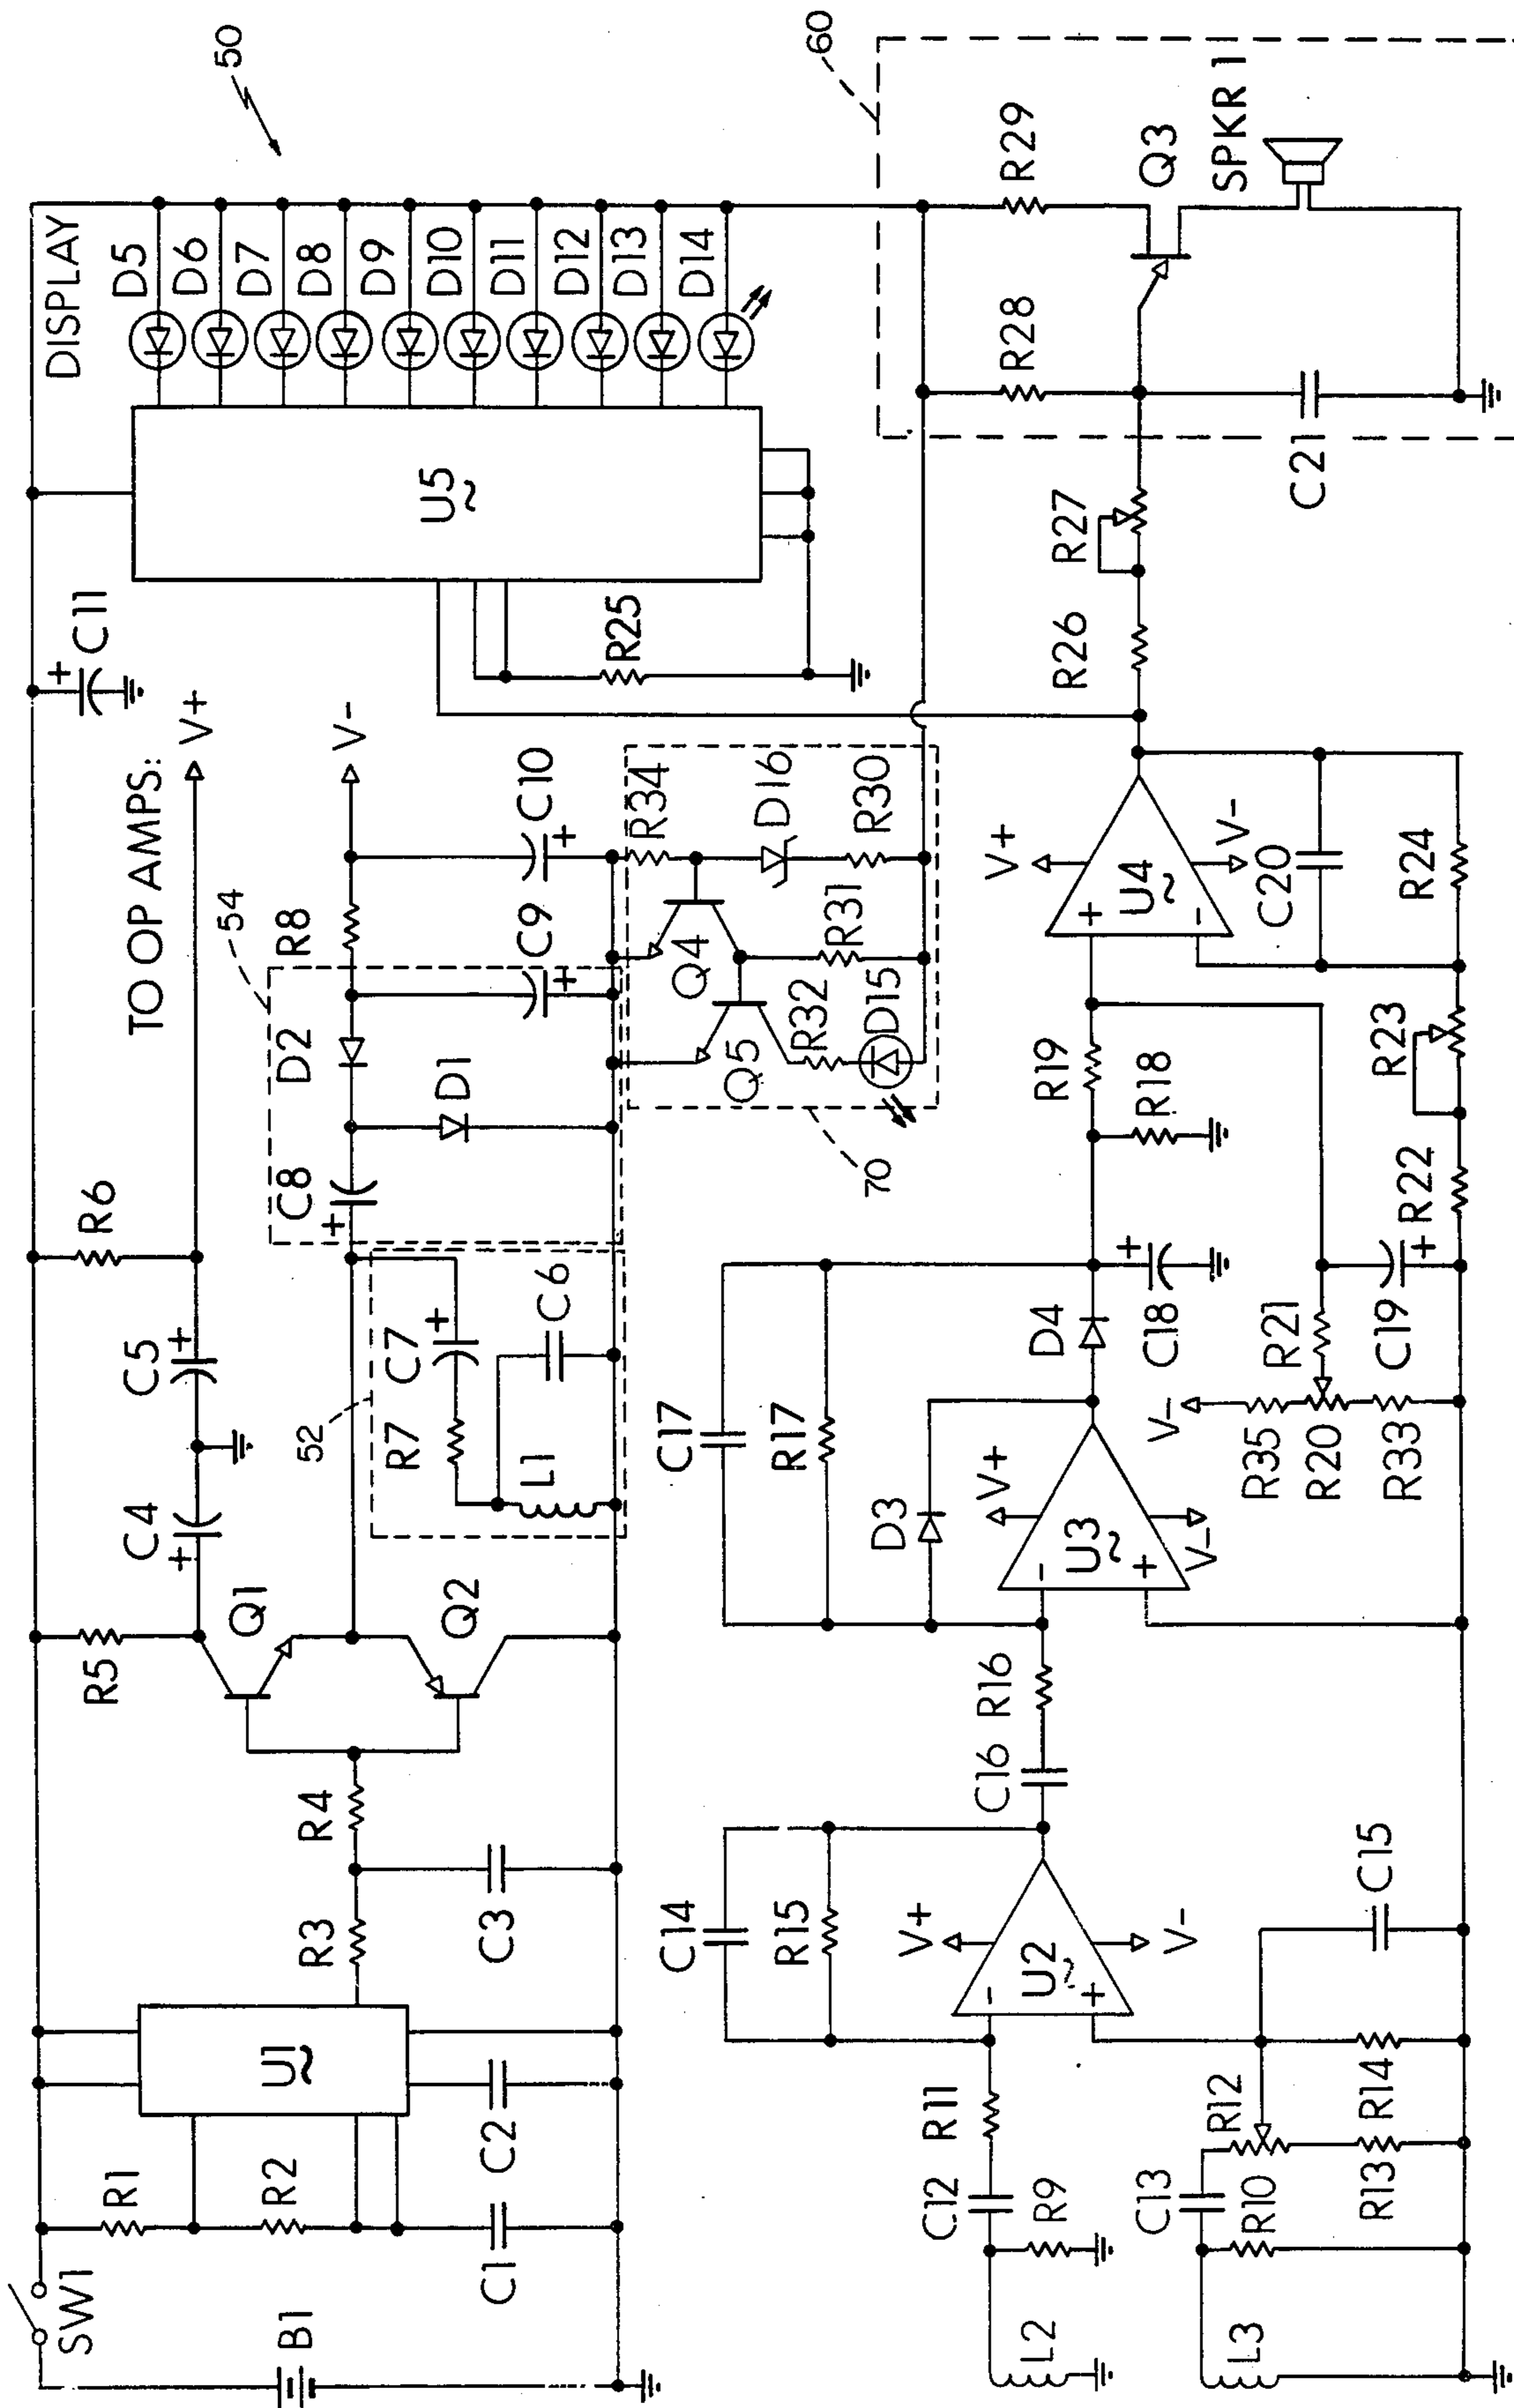 50
DISPLAY
D5
D6
D7
D8
D9
D10
D11
D12
D13
D14
U5
C11
+
TO OP AMPS:
V+
V-
R25
60
R29
Q3
SPKR 1
R28
C21
R27
R26
R6
C5
+
C4
+
R5
Q1
Q2
54
R8
D2
D1
C8
+
C9
+
C10
+
52
C7
+
R7
C6
L1
R34
D16
R30
Q4
R31
Q5
R32
D15
70
SW1
B1
R1
R2
C1
C2
U1
R3
R4
C3
V+
+
U4
-
V-
C20
R24
R23
R22
R19
R18
D4
+
C18
C17
R17
D3
V+
-
U3
+
V-
R21
C19
+
V-
R35
R20
R33
C16
R16
C14
R15
V+
-
U2
+
V-
C15
R11
C12
R9
L2
R12
R14
C13
R10
R13
L3